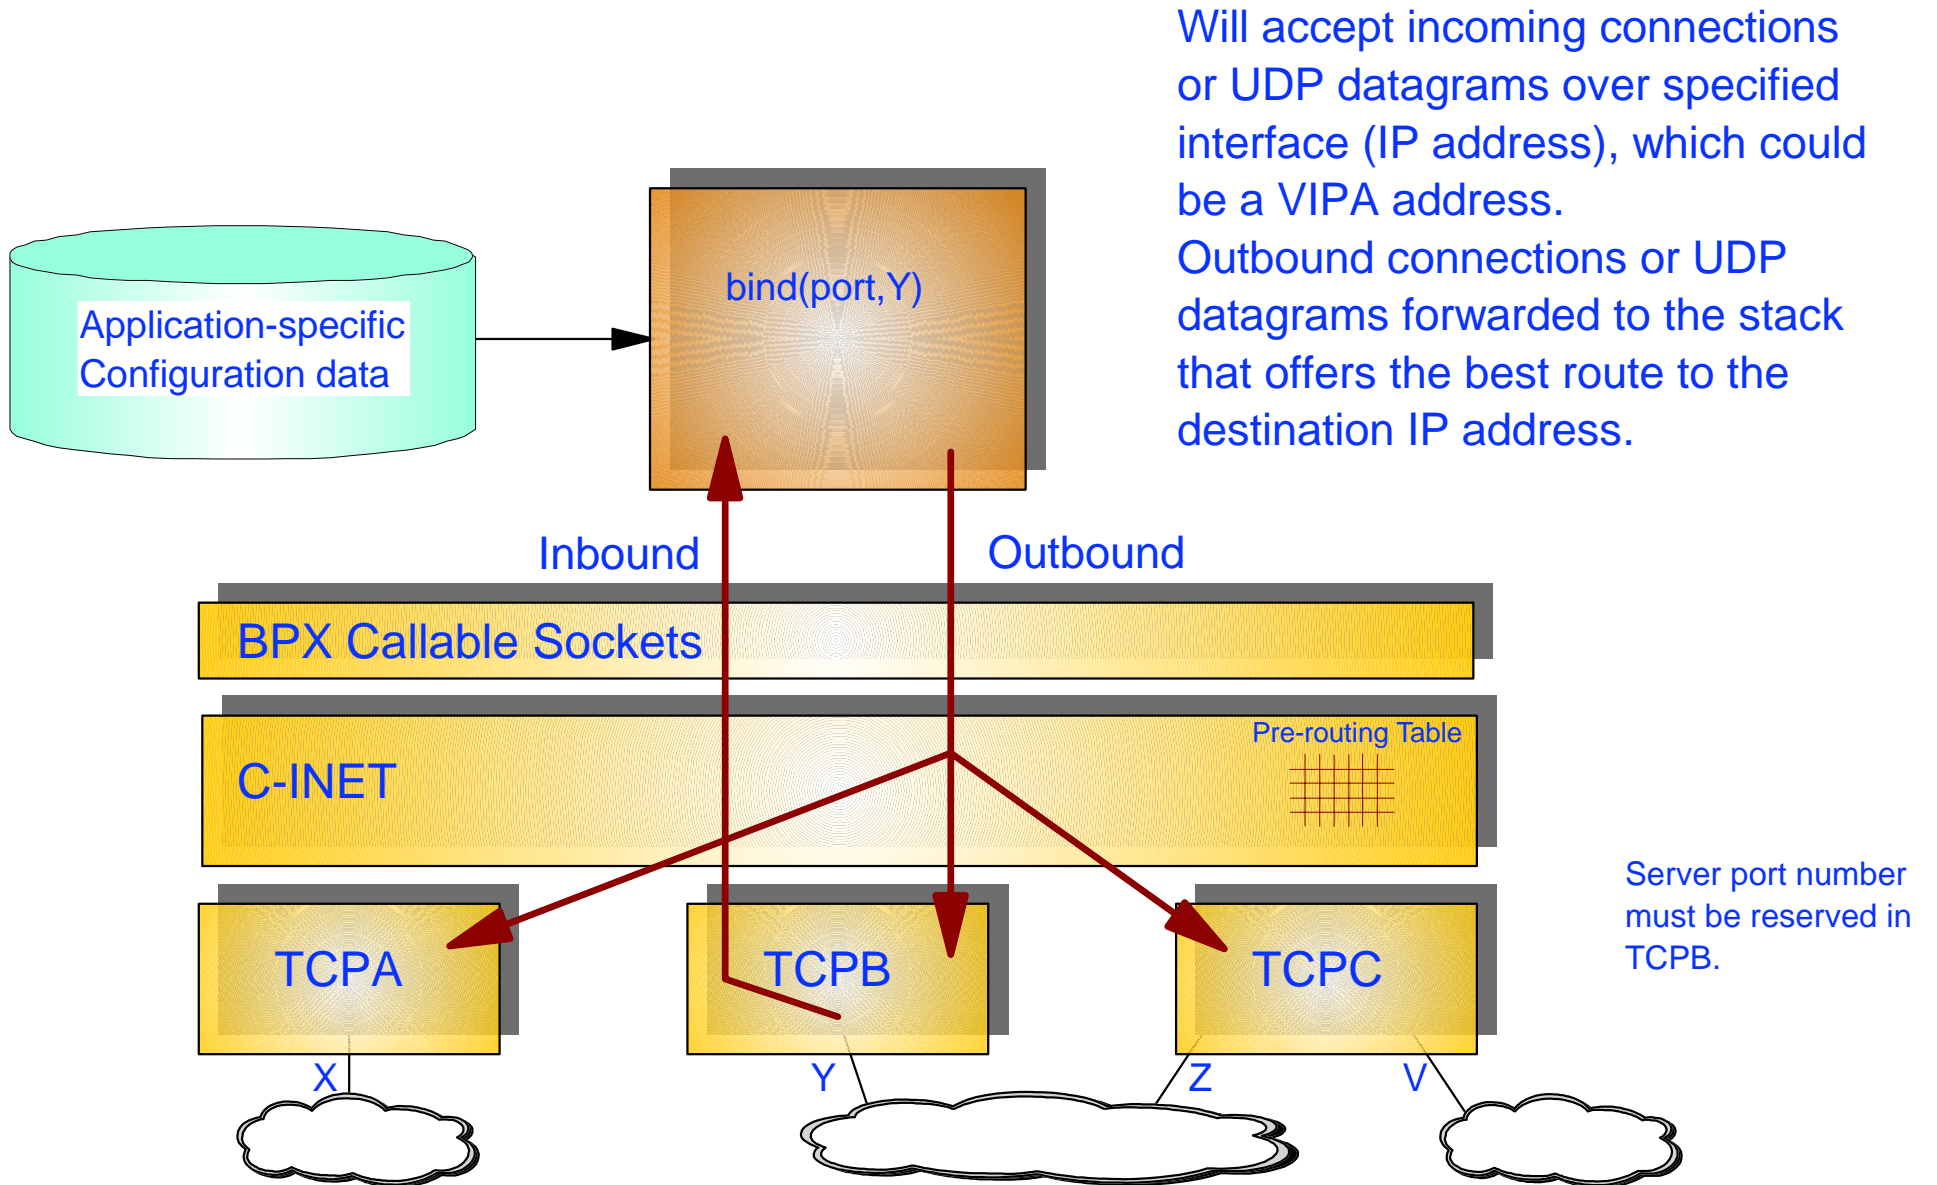 Will accept incoming connections
or UDP datagrams over specified
interface (IP address), which could
be a VIPA address.
Outbound connections or UDP
datagrams forwarded to the stack
that offers the best route to the
destination IP address.
bind(port,Y)
Application-specific
Configuration data
Inbound
Outbound
BPX Callable Sockets
Pre-routing Table
C-INET
Server port number
must be reserved in
TCPB.
TCPA
TCPB
TCPC
X
Y
Z
V